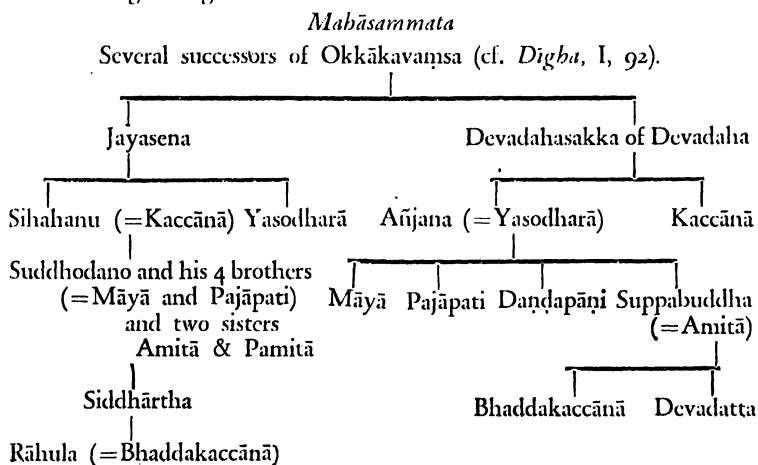 Mahāsammata
Several successors of Okkākavaṃsa (cf. Dīgha, I, 92).
Jayasena Devadahasakka of Devadaha
Sihahanu (=Kaccānā) Yasodharā Añjana (=Yasodharā) Kaccānā
Suddhodano and his 4 brothers
(=Māyā and Pajāpati) Māyā Pajāpati Daṇḍapāṇi Suppabuddha
and two sisters (=Amitā)
Amitā & Pamitā
Siddhārtha Bhaddakaccānā Devadatta
Rāhula (=Bhaddakaccānā)